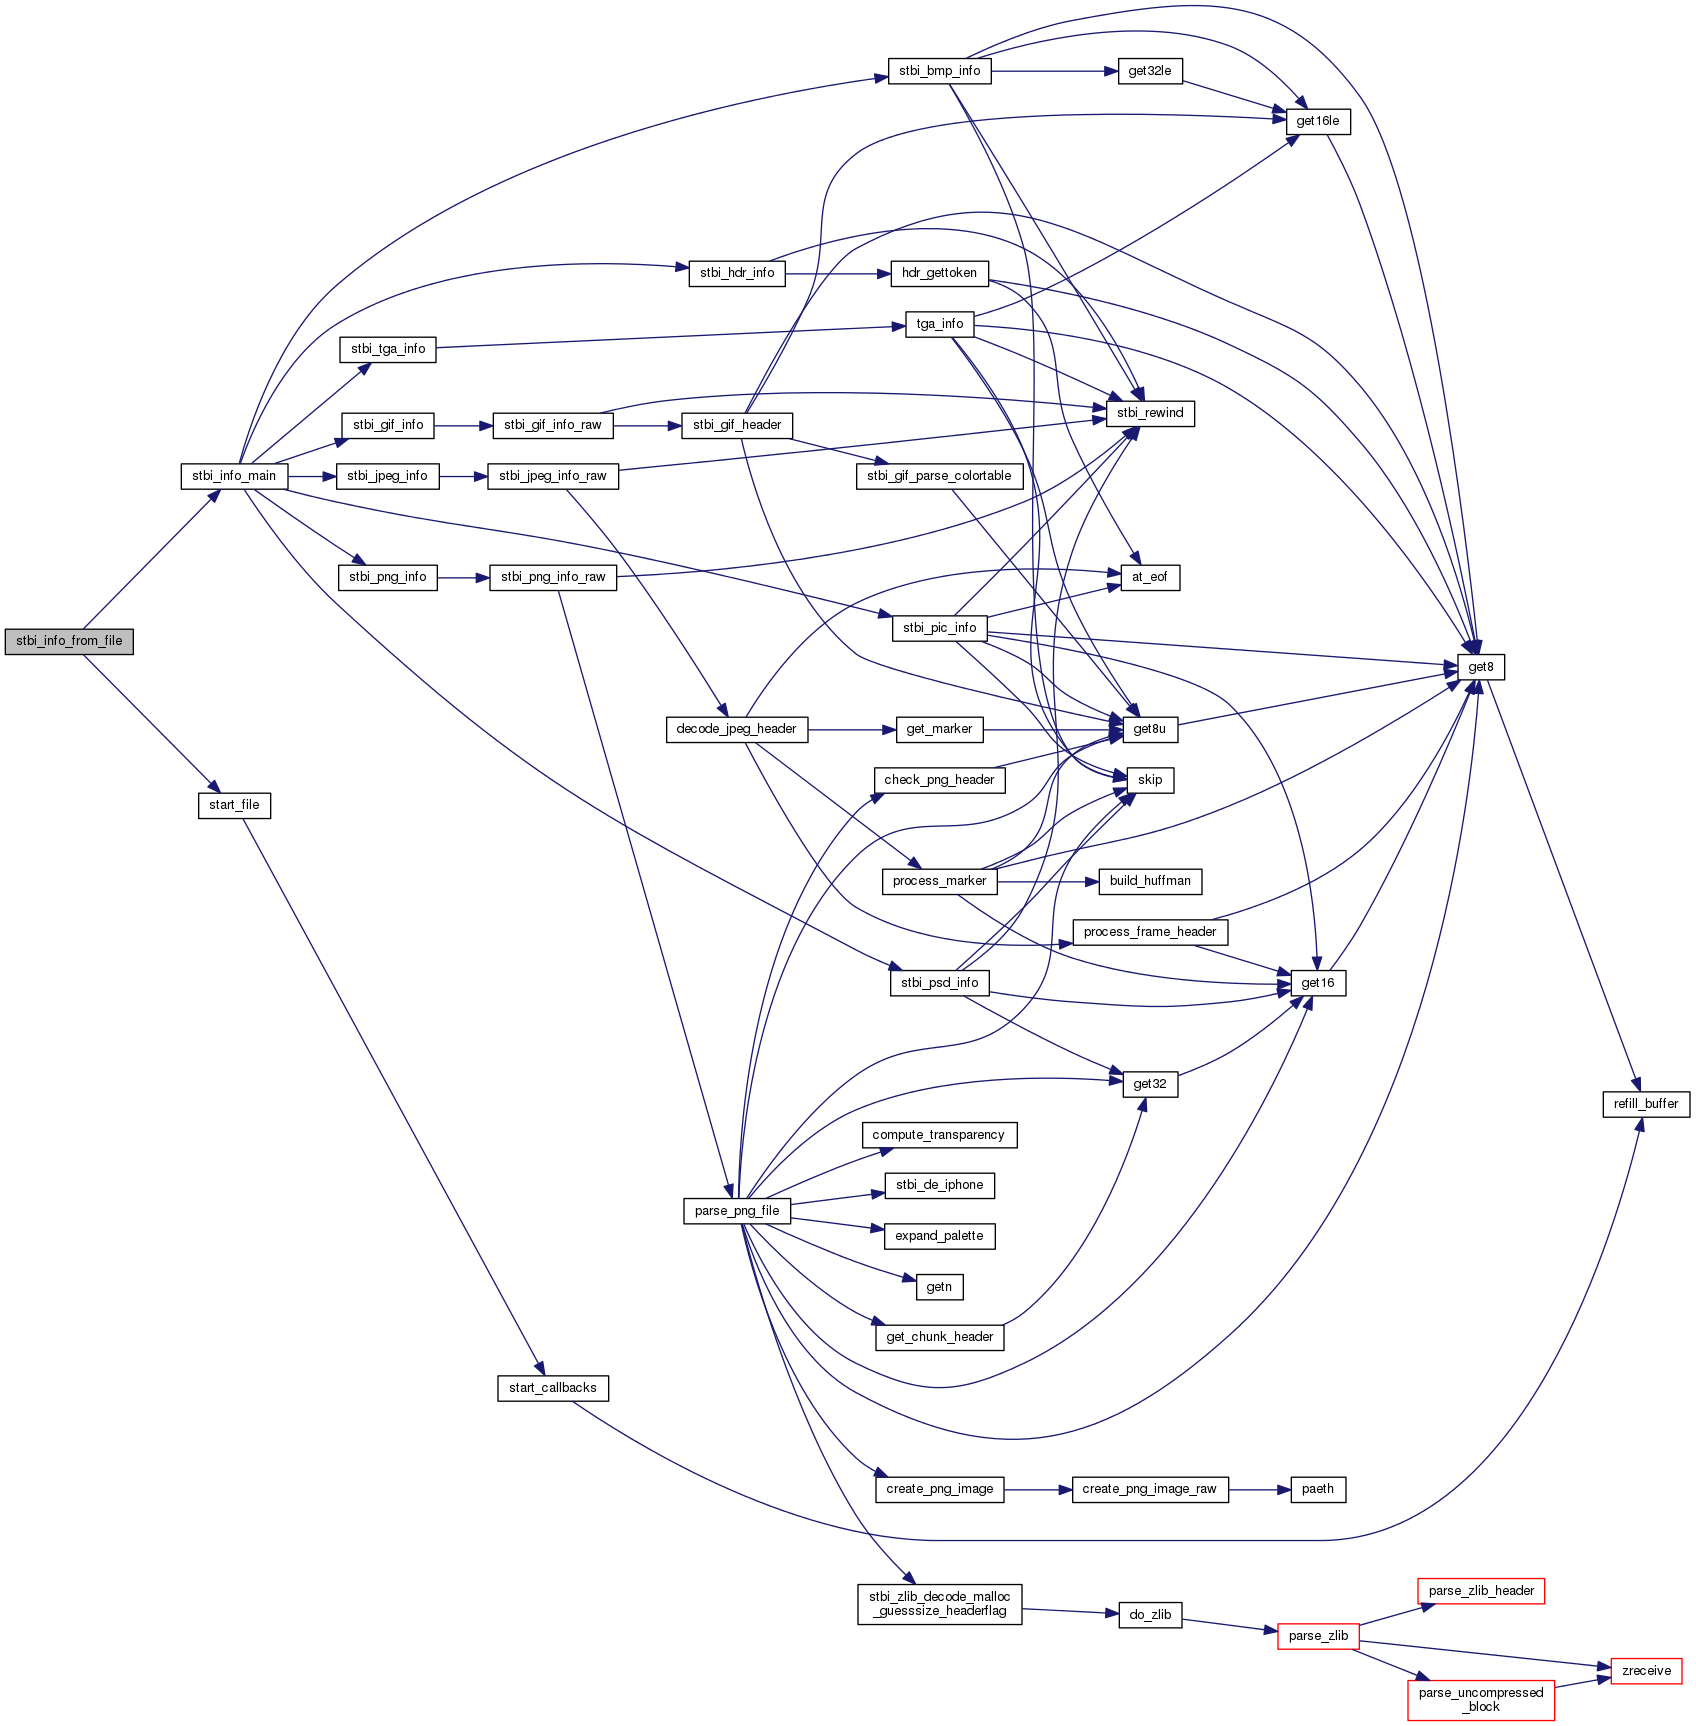 stbi_bmp_info
get32le
get16le
stbi_hdr_info
hdr_gettoken
tga_info
stbi_tga_info
stbi_rewind
stbi_gif_info
stbi_gif_info_raw
stbi_gif_header
stbi_info_main
stbi_jpeg_info
stbi_jpeg_info_raw
stbi_gif_parse_colortable
stbi_png_info
stbi_png_info_raw
at_eof
stbi_pic_info
stbi_info_from_file
get8
decode_jpeg_header
get_marker
get8u
check_png_header
skip
start_file
process_marker
build_huffman
process_frame_header
stbi_psd_info
get16
get32
refill_buffer
compute_transparency
stbi_de_iphone
parse_png_file
expand_palette
getn
get_chunk_header
start_callbacks
create_png_image
create_png_image_raw
paeth
stbi_zlib_decode_malloc
_guesssize_headerflag
do_zlib
parse_zlib_header
parse_zlib
zreceive
parse_uncompressed
_block